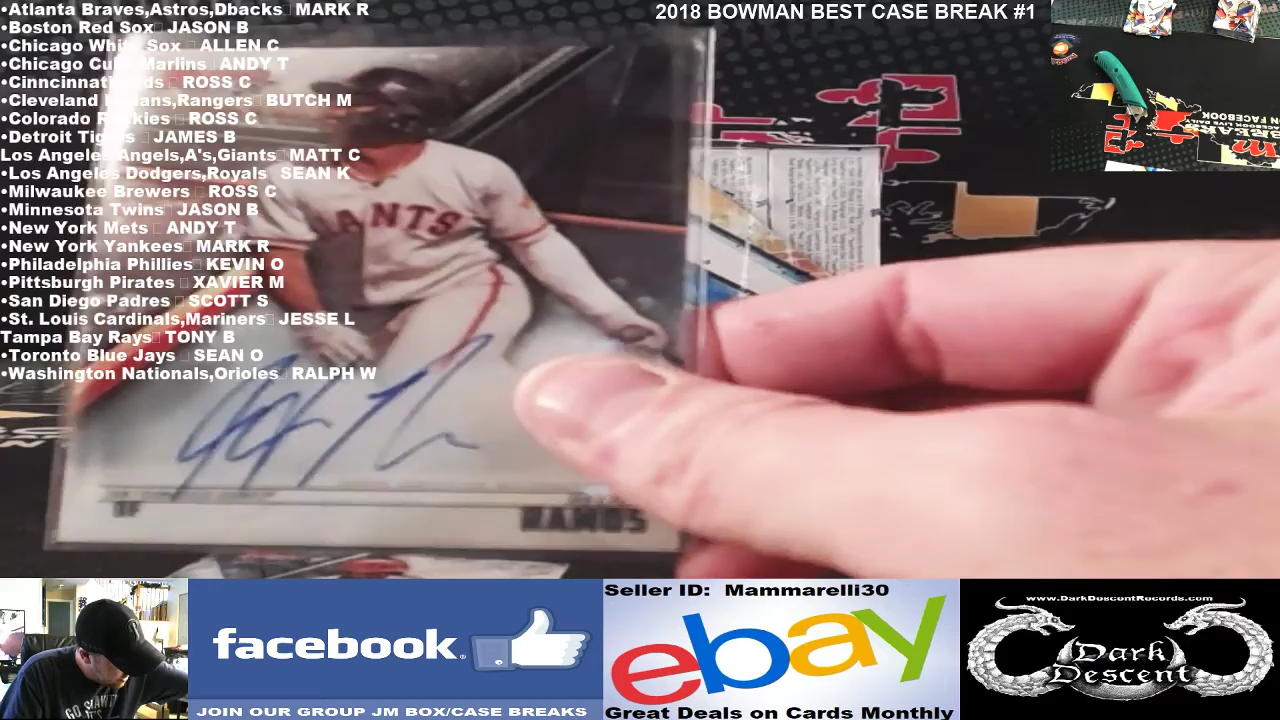 •Atlanta Braves,Astros,Dbacks MARK R
•Boston Red Sox JASON B
•Chicago White Sox ALLEN C
•Chicago Cubs,Marlins ANDY T
•Cinncinnati Reds ROSS C
•Cleveland Indians,Rangers BUTCH M
•Colorado Rockies ROSS C
•Detroit Tigers JAMES B
Los Angeles Angels,A's,Giants MATT C
•Los Angeles Dodgers,Royals SEAN K
•Milwaukee Brewers ROSS C
•Minnesota Twins JASON B
•New York Mets ANDY T
•New York Yankees MARK R
•Philadelphia Phillies KEVIN O
•Pittsburgh Pirates XAVIER M
•San Diego Padres SCOTT S
•St. Louis Cardinals,Mariners JESSE L
Tampa Bay Rays TONY B
•Toronto Blue Jays SEAN O
•Washington Nationals,Orioles RALPH W
2018 BOWMAN BEST CASE BREAK #1
GIANTS
OF
RAMOS
facebook.
JOIN OUR GROUP JM BOX/CASE BREAKS
Seller ID: Mammarelli30
ebay
Great Deals on Cards Monthly
www.DarkDescentRecords.com
Dark
Descent